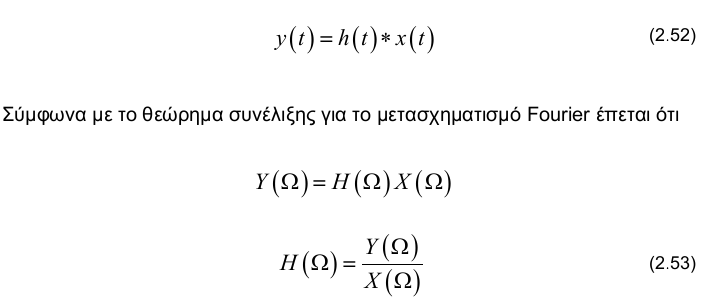 y(t) = h(t) * x(t) (2.52)
Σύμφωνα με το θεώρημα συνέλιξης για το μετασχηματισμό Fourier έπεται ότι
Y(Ω) = H(Ω) X(Ω)
H(Ω) = Y(Ω) / X(Ω) (2.53)